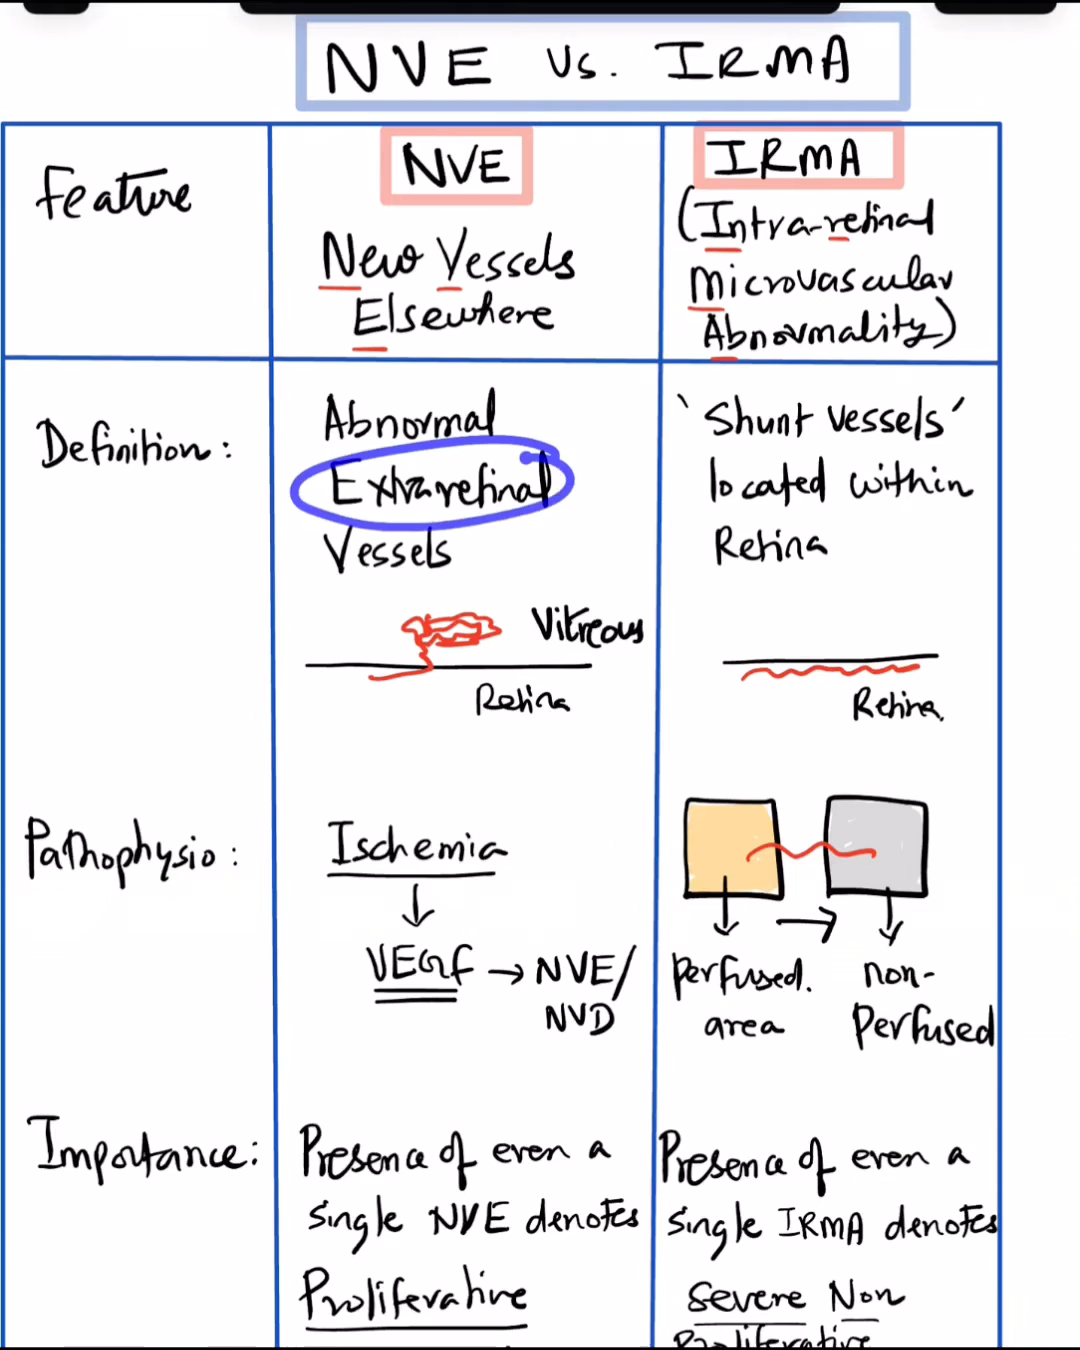 NVE Vs. IRMA
Feature
NVE
New Vessels
Elsewhere
IRMA
(Intra-retinal
Microvascular
Abnormality)
Definition:
Abnormal
Extraretinal
Vessels
Vitreous
Retina
'Shunt vessels'
located within
Retina
Retina.
Pathophysio:
Ischemia
↓
VEGF → NVE/
NVD
perfused.
area
→
non-
Perfused
Importance:
Presence of even a
single NVE denotes
Proliferative
Presence of even a
single IRMA denotes
Severe Non
Proliferative